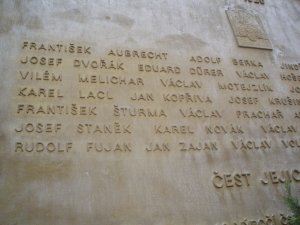 FRANTIŠEK AUBRECHT ADOLF BERKA
JOSEF DVOŘÁK EDUARD DÜRER VÁCLAV
VILÉM MELICHAR VÁCLAV MOTEJZLÍK
KAREL LACL JAN KOPŘIVA JOSEF
FRANTIŠEK ŠTURMA VÁCLAV PRACHAŘ
JOSEF STANĚK KAREL NOVÁK VÁCLAV
RUDOLF FUJAN JAN ZAJAN VÁCLAV
ČEST JEJIC